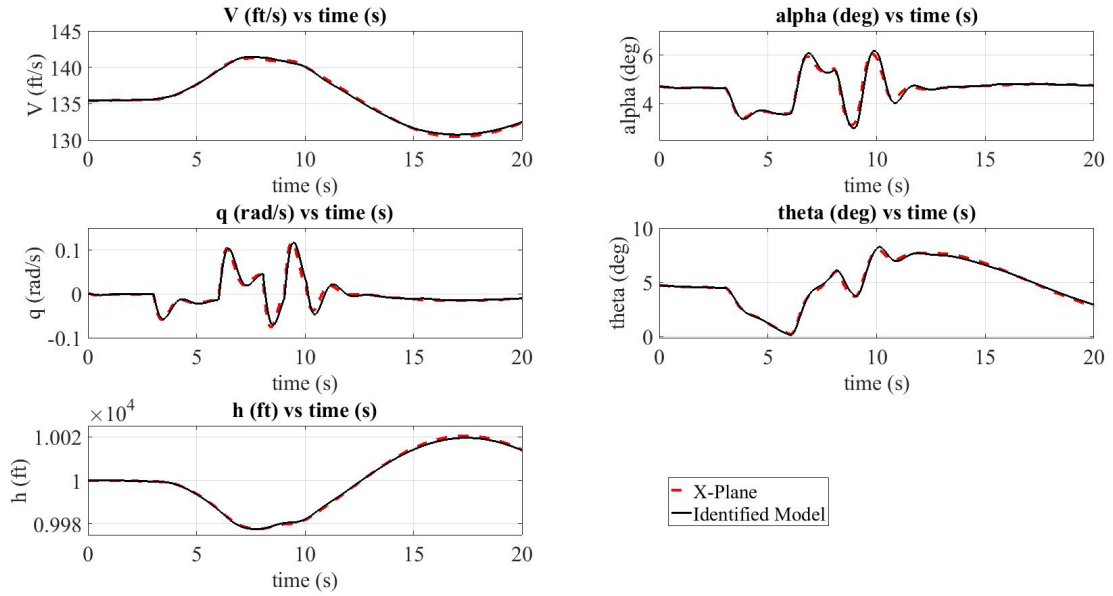 V (ft/s) vs time (s)
145
140
135
130
V (ft/s)
0 5 10 15 20
time (s)
alpha (deg) vs time (s)
6
4
alpha (deg)
0 5 10 15 20
time (s)
q (rad/s) vs time (s)
0.1
0
-0.1
q (rad/s)
0 5 10 15 20
time (s)
theta (deg) vs time (s)
10
5
0
theta (deg)
0 5 10 15 20
time (s)
×10⁴
h (ft) vs time (s)
1.002
1
0.998
h (ft)
0 5 10 15 20
time (s)
X-Plane
Identified Model